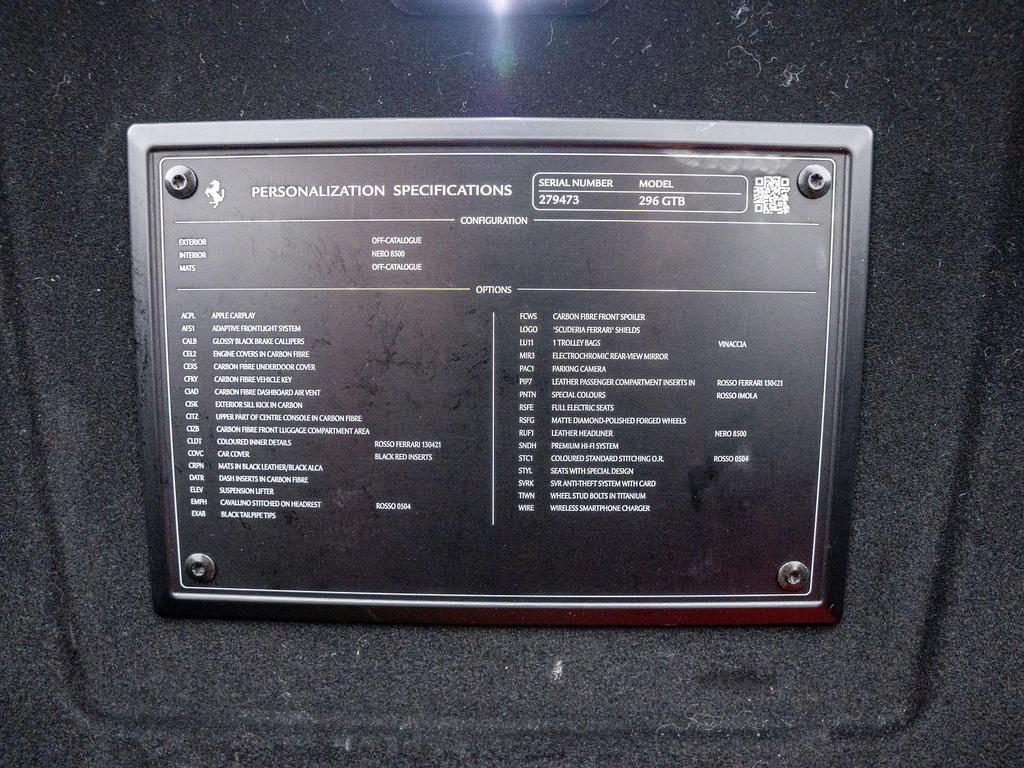 PERSONALIZATION SPECIFICATIONS
SERIAL NUMBER MODEL
279473 296 GTB
CONFIGURATION
EXTERIOR OFF-CATALOGUE
INTERIOR NERO 8500
MATS OFF-CATALOGUE
OPTIONS
ACPL APPLE CARPLAY
AFS1 ADAPTIVE FRONTLIGHT SYSTEM
CALB GLOSSY BLACK BRAKE CALLIPERS
CEL2 ENGINE COVERS IN CARBON FIBRE
CEXS CARBON FIBRE UNDERDOOR COVER
CFKY CARBON FIBRE VEHICLE KEY
CIAD CARBON FIBRE DASHBOARD AIR VENT
CISK EXTERIOR SILL KICK IN CARBON
CITZ UPPER PART OF CENTRE CONSOLE IN CARBON FIBRE
CIZB CARBON FIBRE FRONT LUGGAGE COMPARTMENT AREA
CLDT COLOURED INNER DETAILS ROSSO FERRARI 130421
COVC CAR COVER BLACK RED INSERTS
CRPN MATS IN BLACK LEATHER/BLACK ALCA
DATR DASH INSERTS IN CARBON FIBRE
ELEV SUSPENSION LIFTER
EMPH CAVALLINO STITCHED ON HEADREST ROSSO 0504
EXAB BLACK TAILPIPE TIPS
FCWS CARBON FIBRE FRONT SPOILER
LOGO "SCUDERIA FERRARI" SHIELDS
LU11 1 TROLLEY BAGS VINACCIA
MIR3 ELECTROCHROMIC REAR-VIEW MIRROR
PAC1 PARKING CAMERA
PIP7 LEATHER PASSENGER COMPARTMENT INSERTS IN ROSSO FERRARI 130421
PNTN SPECIAL COLOURS ROSSO IMOLA
RSFE FULL ELECTRIC SEATS
RSFG MATTE DIAMOND-POLISHED FORGED WHEELS
RUF1 LEATHER HEADLINER NERO 8500
SNDH PREMIUM HI-FI SYSTEM
STC1 COLOURED STANDARD STITCHING O.R. ROSSO 0504
STYL SEATS WITH SPECIAL DESIGN
SVRK SVR ANTI-THEFT SYSTEM WITH CARD
TIWN WHEEL STUD BOLTS IN TITANIUM
WIRE WIRELESS SMARTPHONE CHARGER